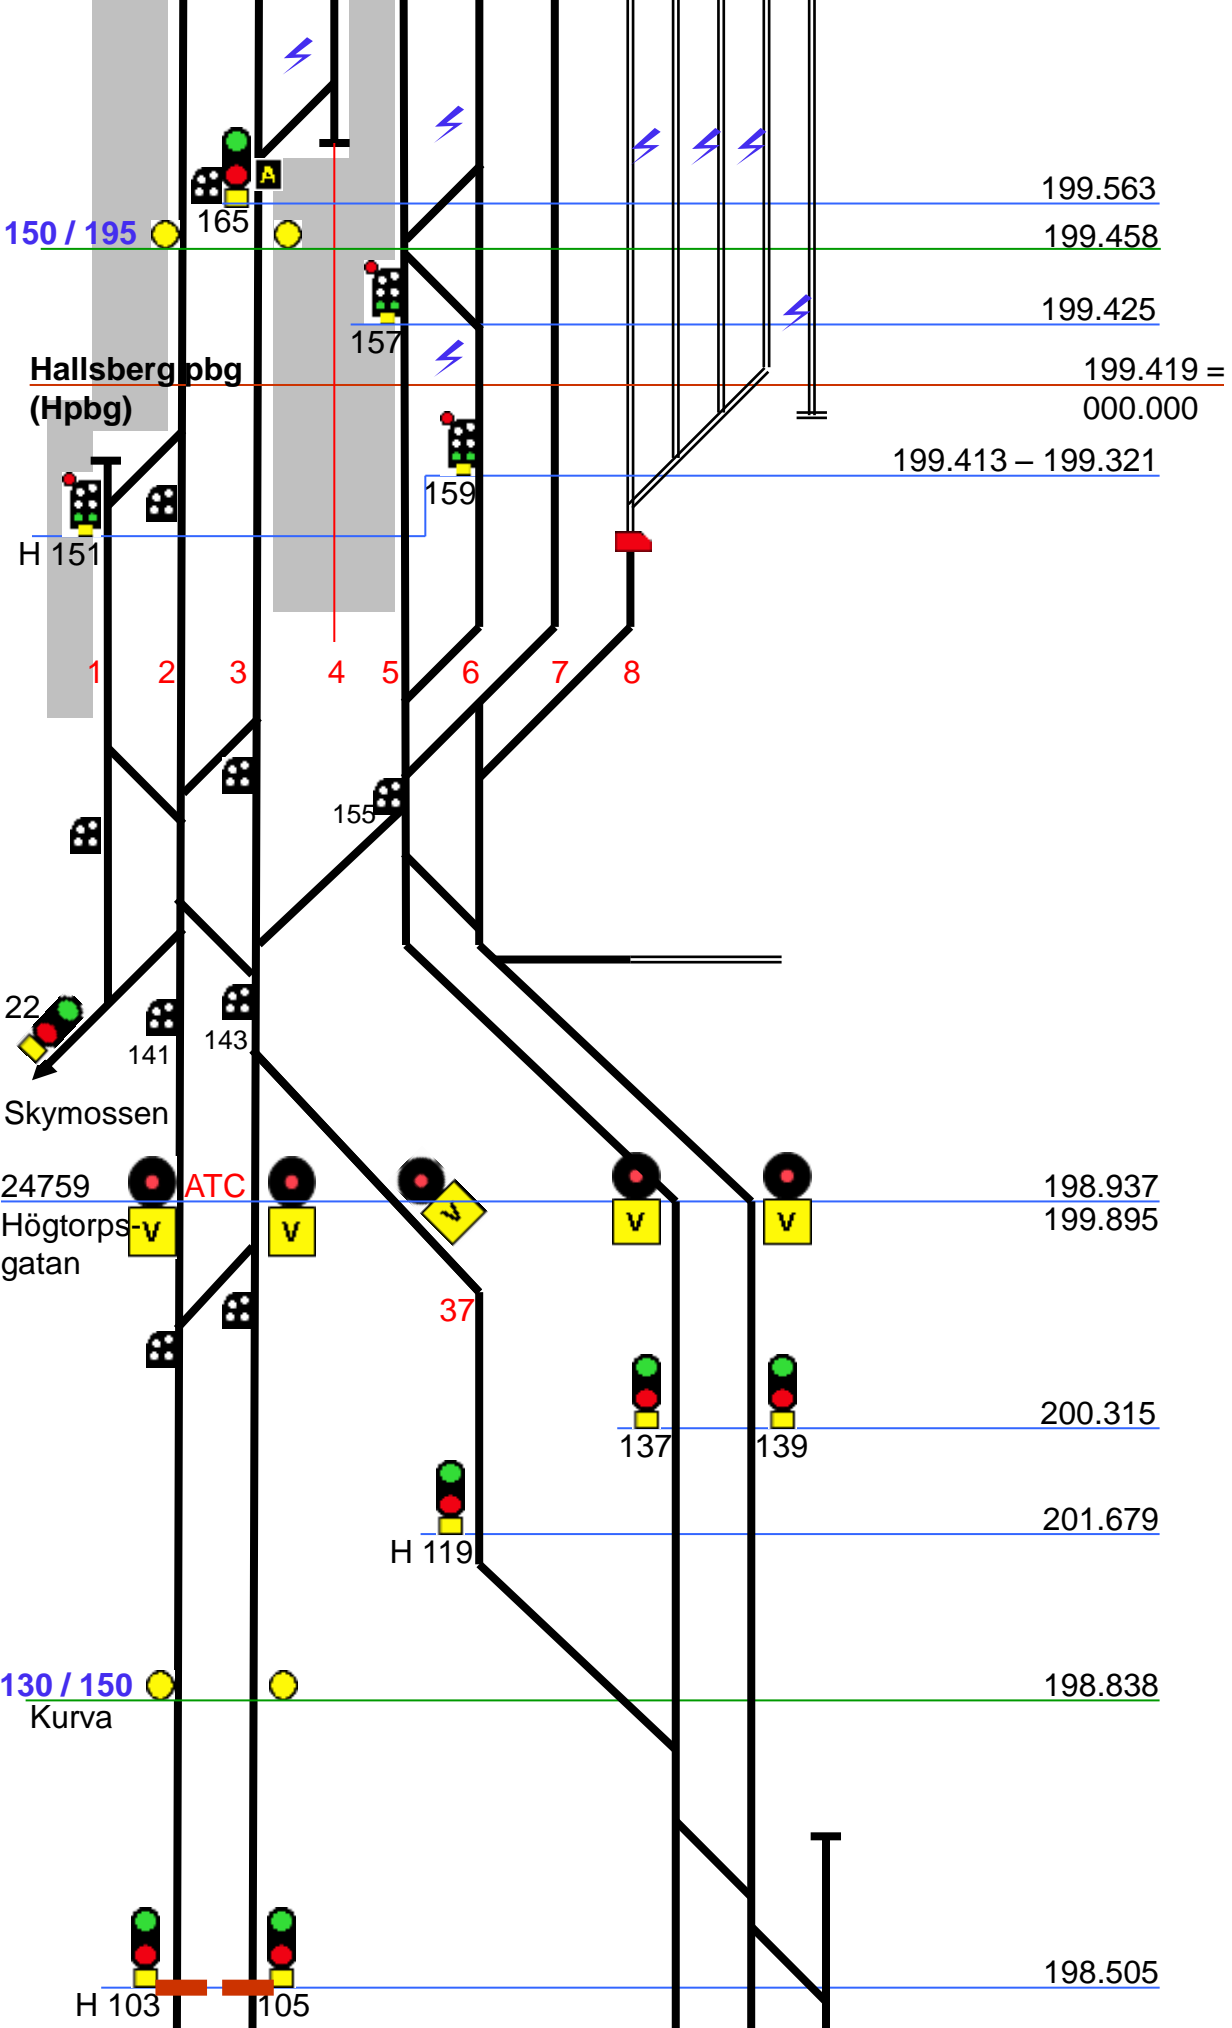 A
199.563
165
150 / 195
199.458
199.425
157
Hallsberg pbg
199.419 =
(Hpbg)
000.000
199.413 – 199.321
159
H 151
1 2 3 4 5 6 7 8
155
22
143
141
Skymossen
24759
ATC
198.937
Högtorps-
199.895
V V V V V
gatan
37
200.315
137
139
201.679
H 119
130 / 150
198.838
Kurva
198.505
H 103
105